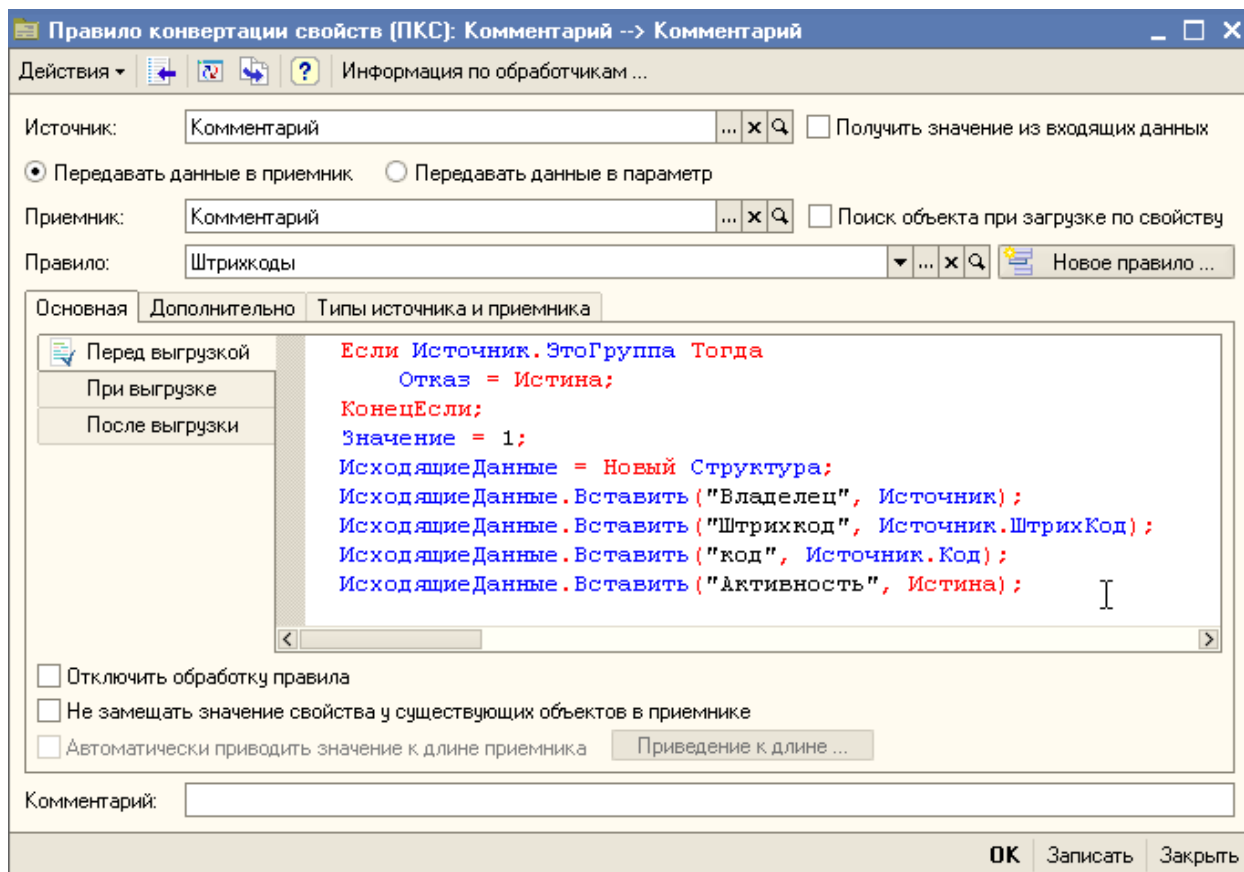 Правило конвертации свойств (ПКС): Комментарий --> Комментарий
Действия Информация по обработчикам ...
Источник: Комментарий ... Получить значение из входящих данных
Передавать данные в приемник Передавать данные в параметр
Приемник: Комментарий ... Поиск объекта при загрузке по свойству
Правило: Штрихкоды ... Новое правило ...
Основная Дополнительно Типы источника и приемника
Перед выгрузкой
При выгрузке
После выгрузки
Если Источник.ЭтоГруппа Тогда
Отказ = Истина;
КонецЕсли;
Значение = 1;
ИсходящиеДанные = Новый Структура;
ИсходящиеДанные.Вставить("Владелец", Источник);
ИсходящиеДанные.Вставить("Штрихкод", Источник.ШтрихКод);
ИсходящиеДанные.Вставить("код", Источник.Код);
ИсходящиеДанные.Вставить("Активность", Истина);
Отключить обработку правила
Не замещать значение свойства у существующих объектов в приемнике
Автоматически приводить значение к длине приемника Приведение к длине ...
Комментарий:
OK Записать Закрыть